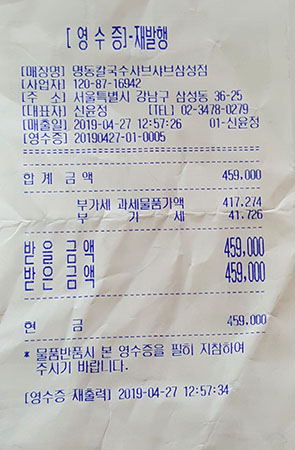 [ 영 수 증]-재발행
[매장명] 명동칼국수샤브샤브삼성점
[사업자] 120-87-16942
[주 소] 서울특별시 강남구 삼성동 36-25
[대표자] 신윤정 [TEL] 02-3478-0279
[매출일] 2019-04-27 12:57:26 01-신윤정
[영수증] 20190427-01-0005
합 계 금 액 459,000
부가세 과세물품가액 417.274
부 가 세 41.726
받을 금액 459,000
받은 금액 459,000
현 금 459,000
* 물품반품시 본 영수증을 필히 지참하여
주시기 바랍니다.
[영수증 재출력] 2019-04-27 12:57:34